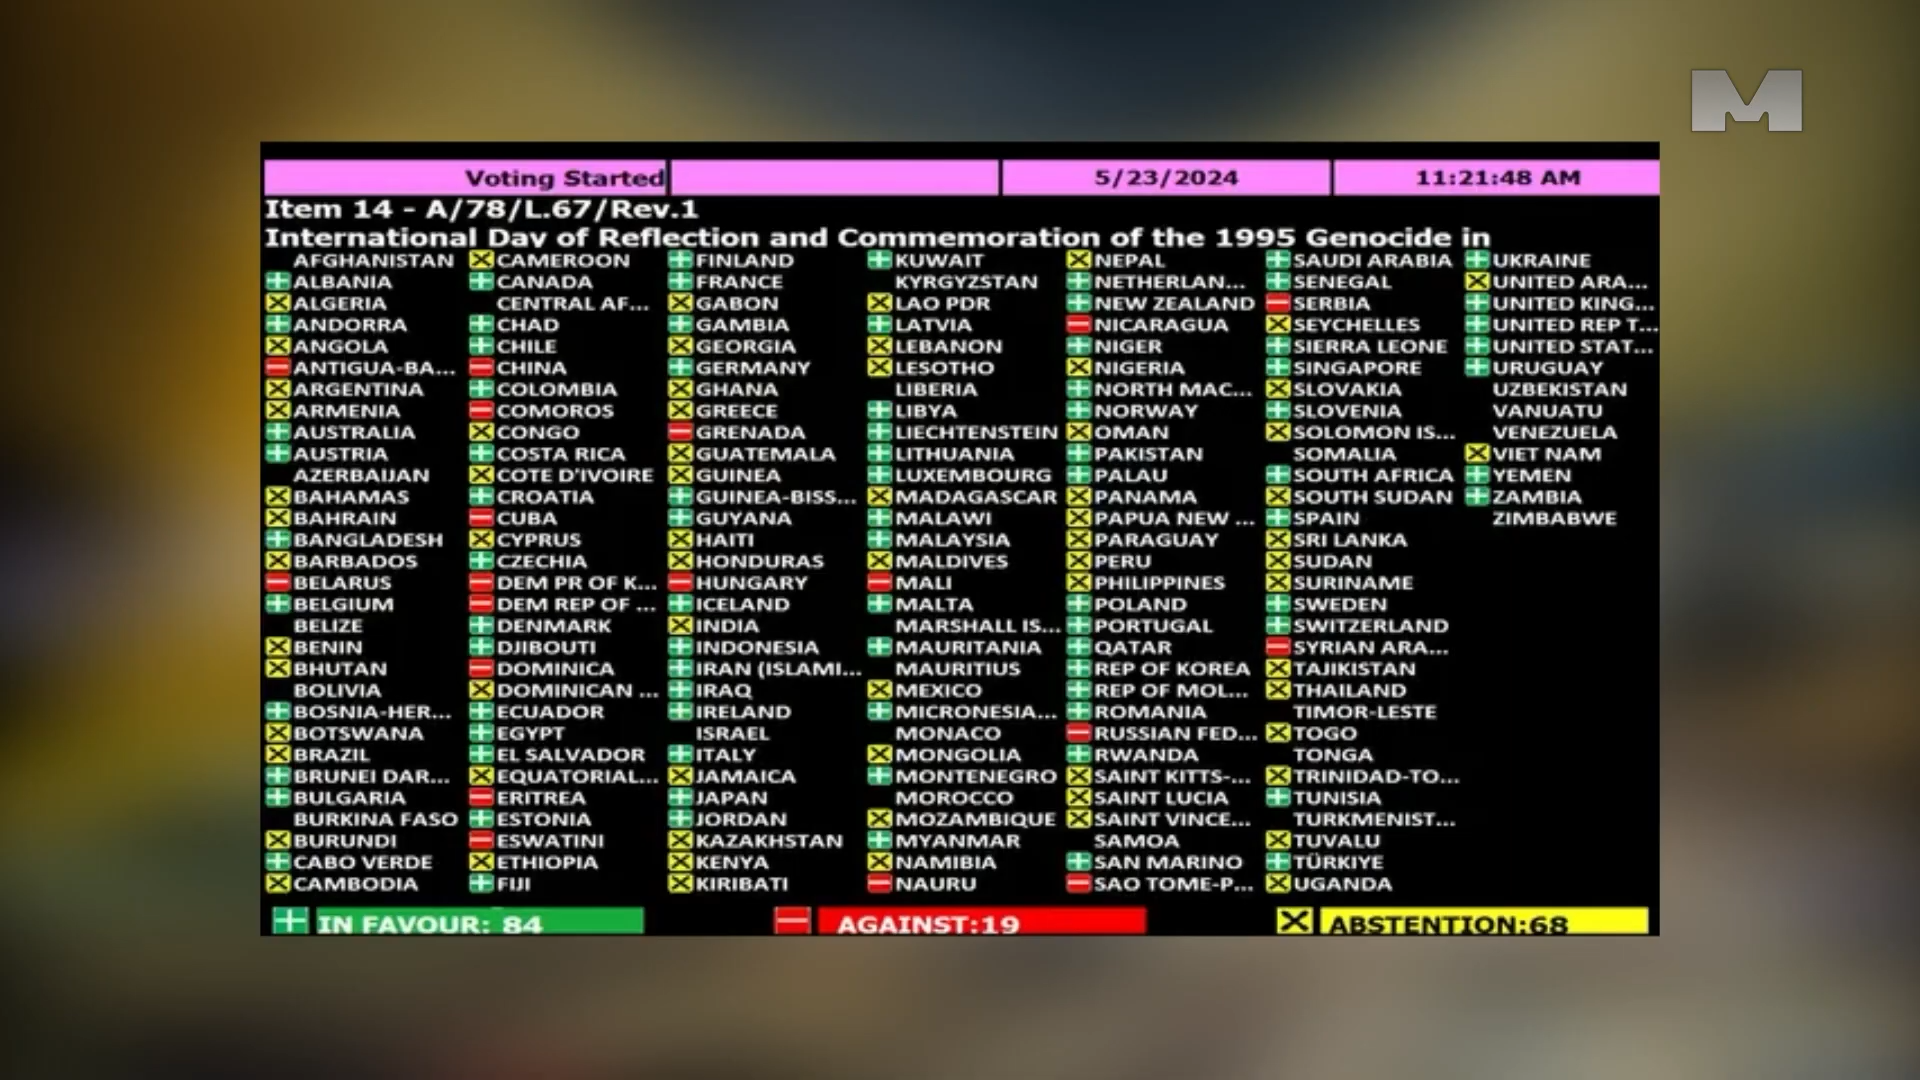 M
Voting Started 5/23/2024 11:21:48 AM
Item 14 - A/78/L.67/Rev.1
International Day of Reflection and Commemoration of the 1995 Genocide in
AFGHANISTAN
ALBANIA
ALGERIA
ANDORRA
ANGOLA
ANTIGUA-BA...
ARGENTINA
ARMENIA
AUSTRALIA
AUSTRIA
AZERBAIJAN
BAHAMAS
BAHRAIN
BANGLADESH
BARBADOS
BELARUS
BELGIUM
BELIZE
BENIN
BHUTAN
BOLIVIA
BOSNIA-HER...
BOTSWANA
BRAZIL
BRUNEI DAR...
BULGARIA
BURKINA FASO
BURUNDI
CABO VERDE
CAMBODIA
CAMEROON
CANADA
CENTRAL AF...
CHAD
CHILE
CHINA
COLOMBIA
COMOROS
CONGO
COSTA RICA
COTE D'IVOIRE
CROATIA
CUBA
CYPRUS
CZECHIA
DEM PR OF K...
DEM REP OF ...
DENMARK
DJIBOUTI
DOMINICA
DOMINICAN ...
ECUADOR
EGYPT
EL SALVADOR
EQUATORIAL...
ERITREA
ESTONIA
ESWATINI
ETHIOPIA
FIJI
FINLAND
FRANCE
GABON
GAMBIA
GEORGIA
GERMANY
GHANA
GREECE
GRENADA
GUATEMALA
GUINEA
GUINEA-BISS...
GUYANA
HAITI
HONDURAS
HUNGARY
ICELAND
INDIA
INDONESIA
IRAN (ISLAMI...
IRAQ
IRELAND
ISRAEL
ITALY
JAMAICA
JAPAN
JORDAN
KAZAKHSTAN
KENYA
KIRIBATI
KUWAIT
KYRGYZSTAN
LAO PDR
LATVIA
LEBANON
LESOTHO
LIBERIA
LIBYA
LIECHTENSTEIN
LITHUANIA
LUXEMBOURG
MADAGASCAR
MALAWI
MALAYSIA
MALDIVES
MALI
MALTA
MARSHALL IS...
MAURITANIA
MAURITIUS
MEXICO
MICRONESIA...
MONACO
MONGOLIA
MONTENEGRO
MOROCCO
MOZAMBIQUE
MYANMAR
NAMIBIA
NAURU
NEPAL
NETHERLAN...
NEW ZEALAND
NICARAGUA
NIGER
NIGERIA
NORTH MAC...
NORWAY
OMAN
PAKISTAN
PALAU
PANAMA
PAPUA NEW ...
PARAGUAY
PERU
PHILIPPINES
POLAND
PORTUGAL
QATAR
REP OF KOREA
REP OF MOL...
ROMANIA
RUSSIAN FED...
RWANDA
SAINT KITTS-...
SAINT LUCIA
SAINT VINCE...
SAMOA
SAN MARINO
SAO TOME-P...
SAUDI ARABIA
SENEGAL
SERBIA
SEYCHELLES
SIERRA LEONE
SINGAPORE
SLOVAKIA
SLOVENIA
SOLOMON IS...
SOMALIA
SOUTH AFRICA
SOUTH SUDAN
SPAIN
SRI LANKA
SUDAN
SURINAME
SWEDEN
SWITZERLAND
SYRIAN ARA...
TAJIKISTAN
THAILAND
TIMOR-LESTE
TOGO
TONGA
TRINIDAD-TO...
TUNISIA
TURKMENIST...
TUVALU
TÜRKIYE
UGANDA
UKRAINE
UNITED ARA...
UNITED KING...
UNITED REP T...
UNITED STAT...
URUGUAY
UZBEKISTAN
VANUATU
VENEZUELA
VIET NAM
YEMEN
ZAMBIA
ZIMBABWE
IN FAVOUR: 84 AGAINST:19 ABSTENTION:68